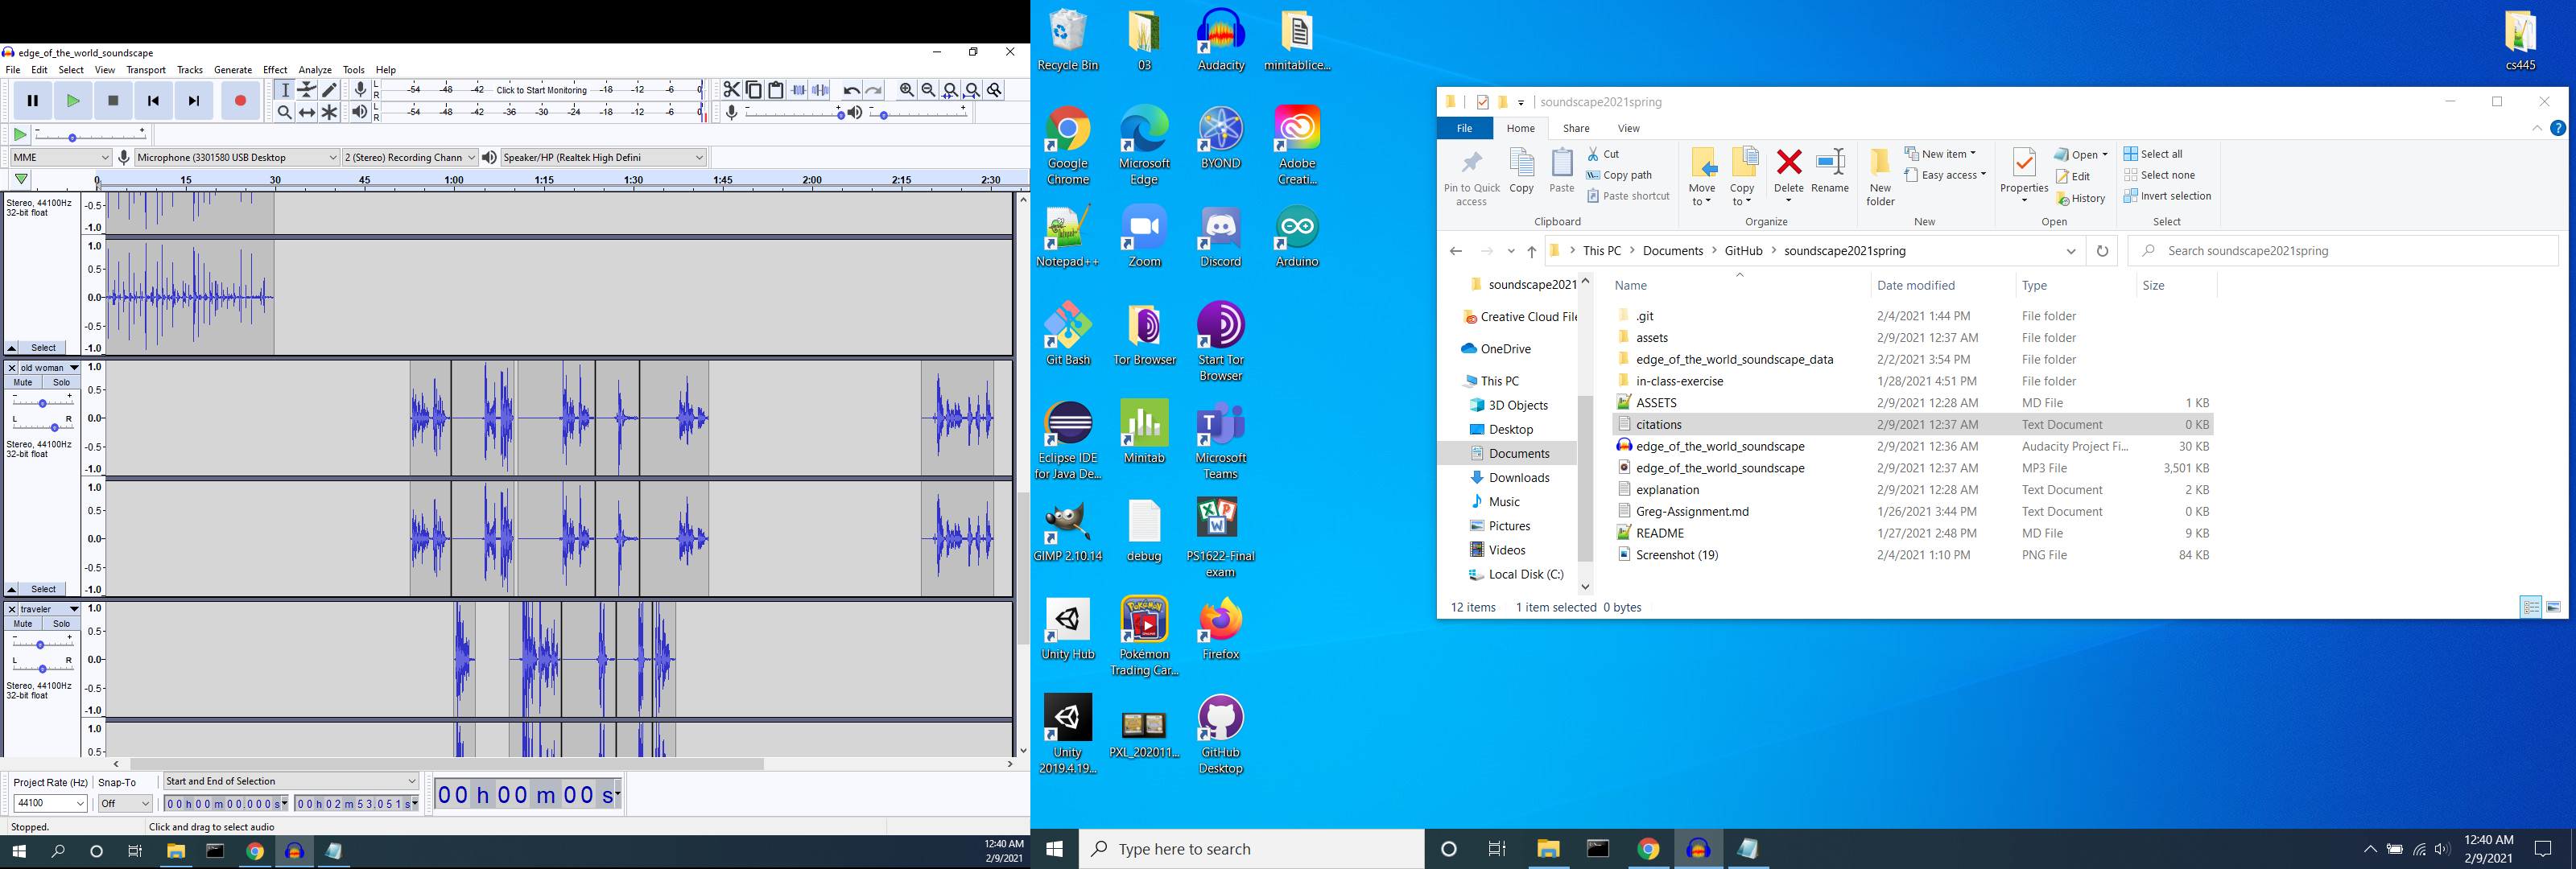 edge_of_the_world_soundscape
File Edit Select View Transport Tracks Generate Effect Analyze Tools Help
L R -54 -48 -42 Click to Start Monitoring -18 -12 -6 0
L R -54 -48 -42 -36 -30 -24 -18 -12 -6 0
MME Microphone (3301580 USB Desktop 2 (Stereo) Recording Chann Speaker/HP (Realtek High Defini
0 15 30 45 1:00 1:15 1:30 1:45 2:00 2:15 2:30
Stereo, 44100Hz
32-bit float
-0.5
-1.0
1.0
0.5
0.0
-0.5
-1.0
Select
old woman
Mute Solo
L R
Stereo, 44100Hz
32-bit float
Select
1.0
0.5
0.0
-0.5
-1.0
1.0
0.5
0.0
-0.5
-1.0
traveler
Mute Solo
L R
Stereo, 44100Hz
32-bit float
1.0
0.5
0.0
-0.5
-1.0
1.0
0.5
Project Rate (Hz) Snap-To Start and End of Selection
44100 Off 00h00m00.000s 00h02m53.051s 00h00m00s
Stopped. Click and drag to select audio
12:40 AM
2/9/2021
Recycle Bin
03
Audacity
minitablice...
Google Chrome
Microsoft Edge
BYOND
Adobe Creati...
Notepad++
Zoom
Discord
Arduino
Git Bash
Tor Browser
Start Tor Browser
Eclipse IDE for Java De...
Minitab
Microsoft Teams
GIMP 2.10.14
debug
PS1622-Final exam
Unity Hub
Pokémon Trading Car...
Firefox
Unity 2019.4.19...
PXL_202011...
GitHub Desktop
cs445
soundscape2021spring
File Home Share View
Pin to Quick access
Copy
Paste
Cut
Copy path
Paste shortcut
Clipboard
Move to
Copy to
Delete
Rename
Organize
New folder
New item
Easy access
New
Properties
Open
Edit
History
Open
Select all
Select none
Invert selection
Select
This PC > Documents > GitHub > soundscape2021spring
Search soundscape2021spring
soundscape2021
Creative Cloud File
OneDrive
This PC
3D Objects
Desktop
Documents
Downloads
Music
Pictures
Videos
Local Disk (C:)
Name Date modified Type Size
.git 2/4/2021 1:44 PM File folder
assets 2/9/2021 12:37 AM File folder
edge_of_the_world_soundscape_data 2/2/2021 3:54 PM File folder
in-class-exercise 1/28/2021 4:51 PM File folder
ASSETS 2/9/2021 12:28 AM MD File 1 KB
citations 2/9/2021 12:37 AM Text Document 0 KB
edge_of_the_world_soundscape 2/9/2021 12:36 AM Audacity Project Fi... 30 KB
edge_of_the_world_soundscape 2/9/2021 12:37 AM MP3 File 3,501 KB
explanation 2/9/2021 12:28 AM Text Document 2 KB
Greg-Assignment.md 1/26/2021 3:44 PM Text Document 0 KB
README 1/27/2021 2:48 PM MD File 9 KB
Screenshot (19) 2/4/2021 1:10 PM PNG File 84 KB
12 items 1 item selected 0 bytes
Type here to search
12:40 AM
2/9/2021